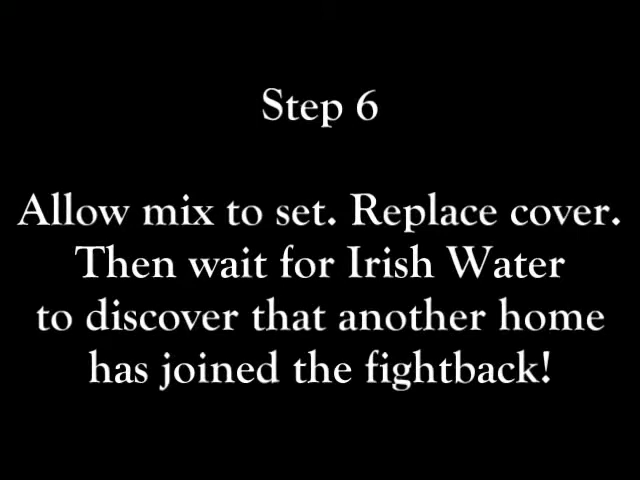 Step 6
Allow mix to set. Replace cover.
Then wait for Irish Water
to discover that another home
has joined the fightback!